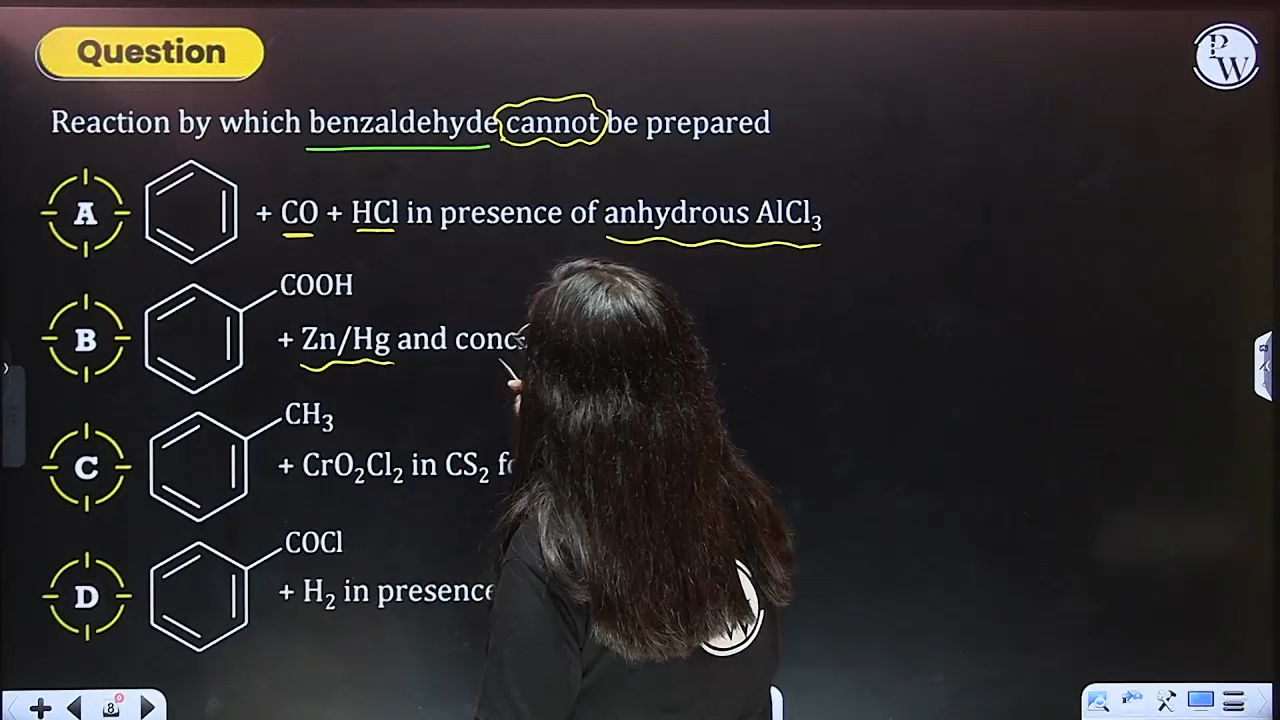 Question
PW
Reaction by which benzaldehyde cannot be prepared
A + CO + HCl in presence of anhydrous AlCl₃
COOH
B + Zn/Hg and conc
CH₃
C + CrO₂Cl₂ in CS₂
COCl
D + H₂ in presence
8